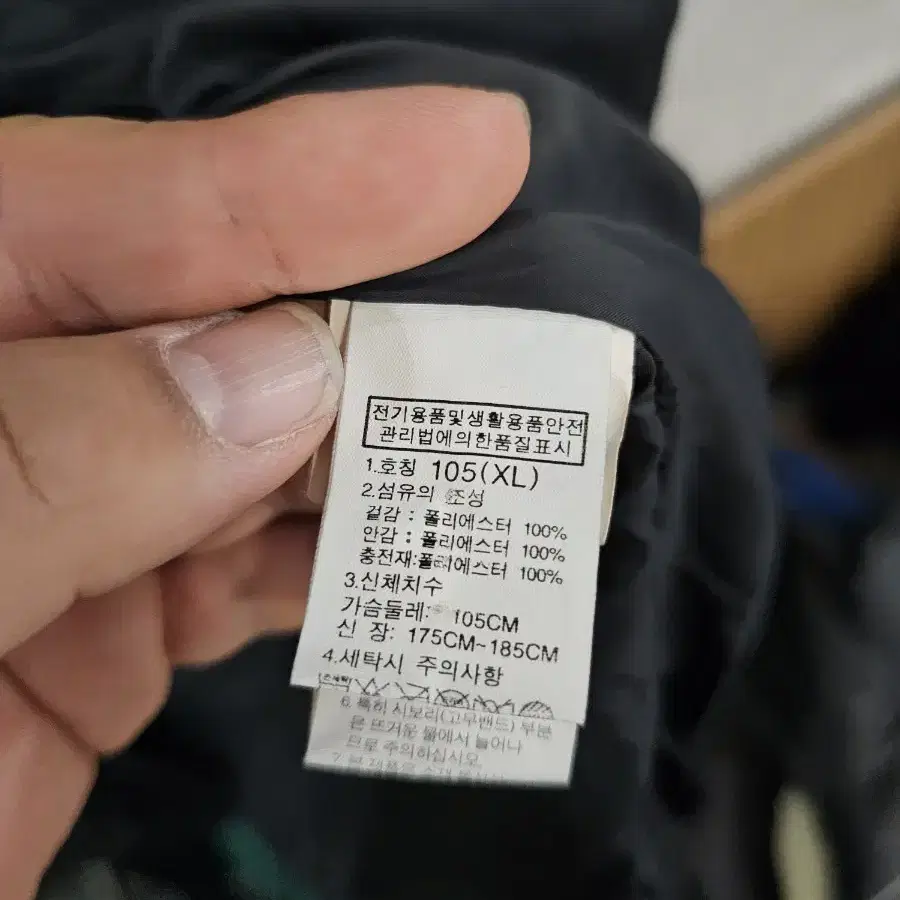 전기용품및생활용품안전
관리법에의한품질표시
1.호칭 105(XL)
2.섬유의 조성
겉감 : 폴리에스터 100%
안감 : 폴리에스터 100%
충전재:폴리에스터 100%
3.신체치수
가슴둘레: 105CM
신 장: 175CM~185CM
4.세탁시 주의사항
6. 특히 시보리(고무밴드) 부분
은 뜨거운 물에서 늘어나
므로 주의하십시오.